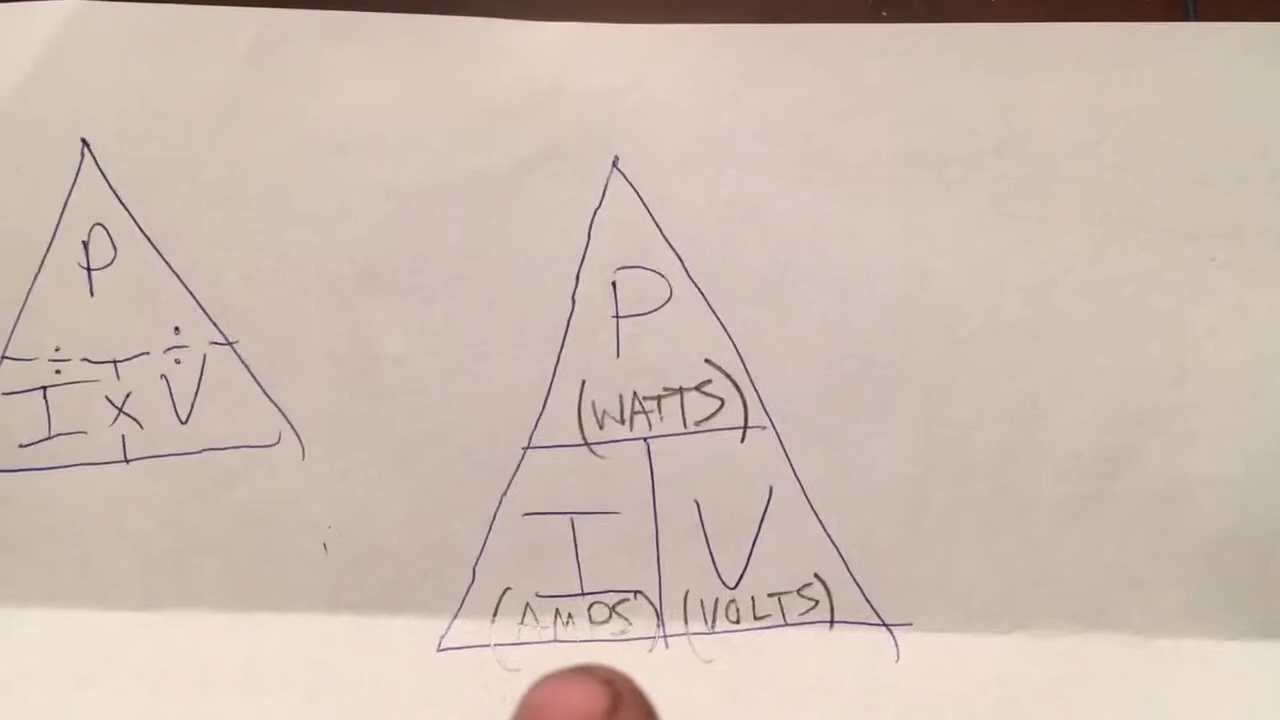 P
÷ ÷
I X V
P
(WATTS)
I V
(AMPS) (VOLTS)